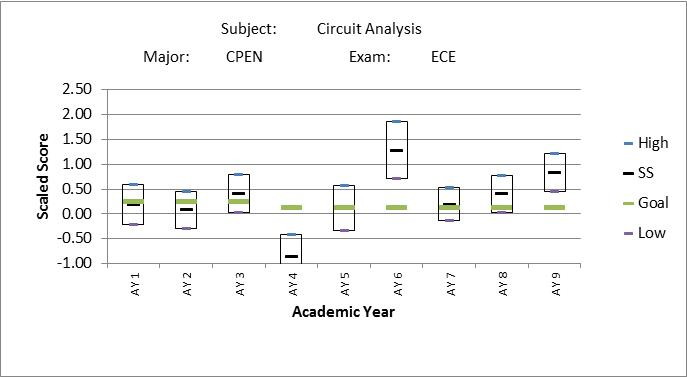 Subject: Circuit Analysis
Major: CPEN Exam: ECE
2.50
2.00
1.50
1.00
0.50
0.00
-0.50
-1.00
Scaled Score
AY 1
AY 2
AY 3
AY 4
AY 5
AY 6
AY 7
AY 8
AY 9
Academic Year
High
SS
Goal
Low